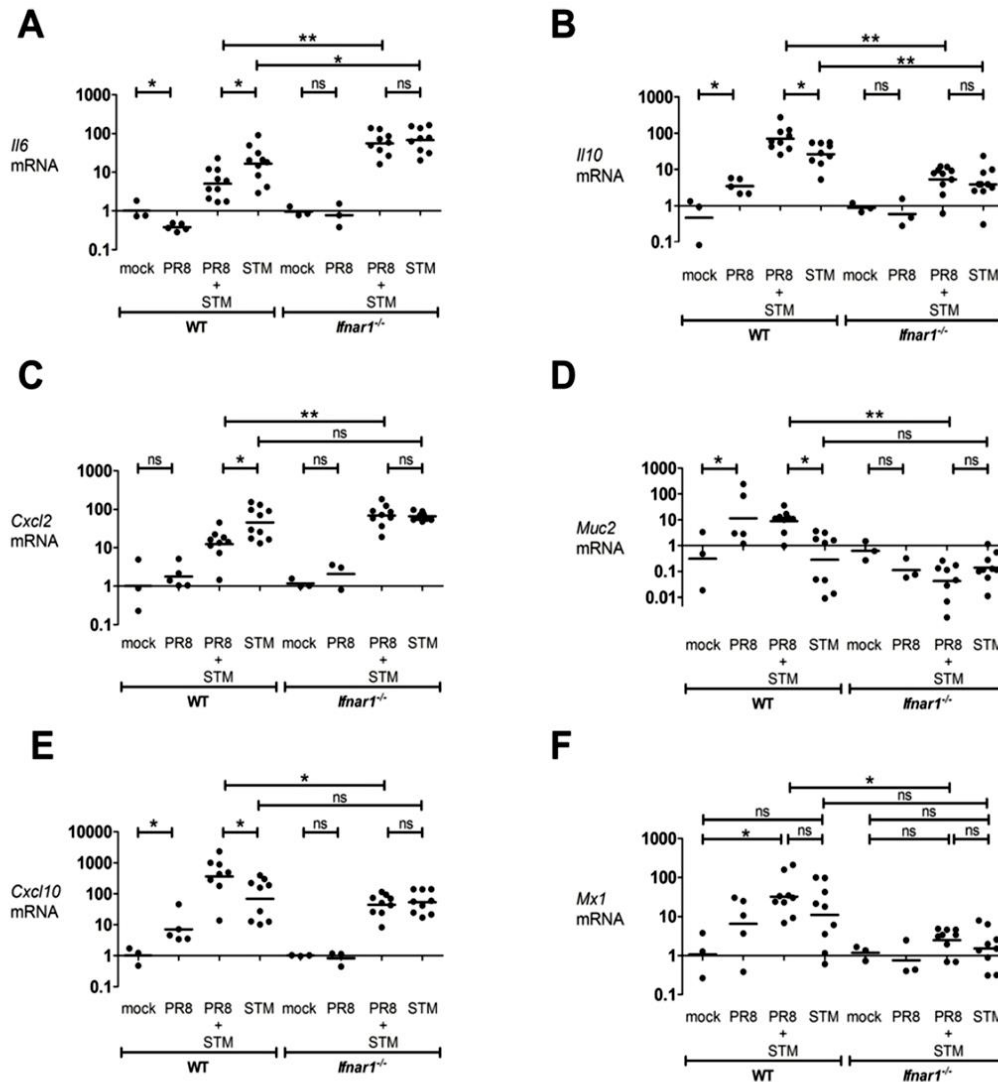 A
**
*
* * ns ns
1000
Il6 100
mRNA 10
1
0.1
mock PR8 PR8 STM mock PR8 PR8 STM
+ +
STM STM
WT Ifnar1-/-
B
**
**
* * ns ns
1000
100
Il10 10
mRNA 1
0.1
mock PR8 PR8 STM mock PR8 PR8 STM
+ +
STM STM
WT Ifnar1-/-
C
**
ns
ns * ns ns
1000
Cxcl2 100
mRNA 10
1
0.1
mock PR8 PR8 STM mock PR8 PR8 STM
+ +
STM STM
WT Ifnar1-/-
D
**
ns
* * ns ns
1000
100
Muc2 10
mRNA 1
0.1
0.01
mock PR8 PR8 STM mock PR8 PR8 STM
+ +
STM STM
WT Ifnar1-/-
E
*
ns
* * ns ns
10000
1000
Cxcl10 100
mRNA 10
1
0.1
mock PR8 PR8 STM mock PR8 PR8 STM
+ +
STM STM
WT Ifnar1-/-
F
*
ns
ns ns
* ns ns ns
1000
100
Mx1 10
mRNA 1
0.1
mock PR8 PR8 STM mock PR8 PR8 STM
+ +
STM STM
WT Ifnar1-/-